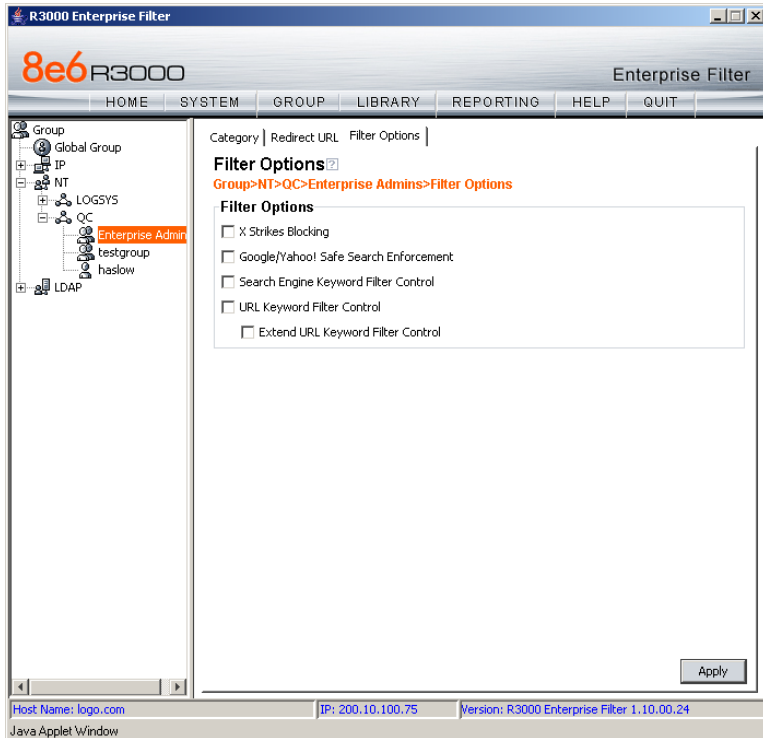 R3000 Enterprise Filter
8e6 R3000
Enterprise Filter
HOME SYSTEM GROUP LIBRARY REPORTING HELP QUIT
Group
Global Group
IP
NT
LOGSYS
QC
Enterprise Admin
testgroup
haslow
LDAP
Category Redirect URL Filter Options
Filter Options ?
Group>NT>QC>Enterprise Admins>Filter Options
Filter Options
X Strikes Blocking
Google/Yahoo! Safe Search Enforcement
Search Engine Keyword Filter Control
URL Keyword Filter Control
Extend URL Keyword Filter Control
Apply
Host Name: logo.com IP: 200.10.100.75 Version: R3000 Enterprise Filter 1.10.00.24
Java Applet Window